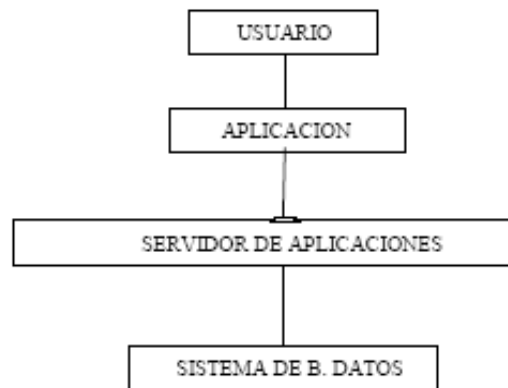 USUARIO
APLICACION
SERVIDOR DE APLICACIONES
SISTEMA DE B. DATOS